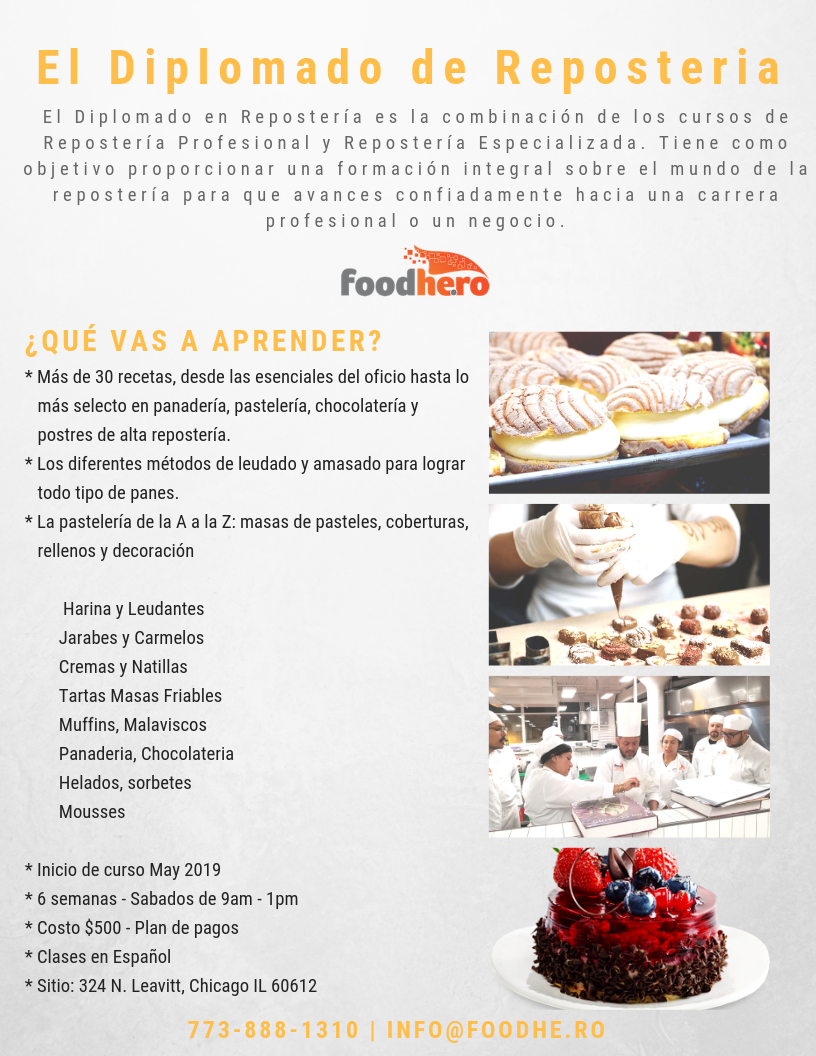 El Diplomado de Reposteria
El Diplomado en Repostería es la combinación de los cursos de
Repostería Profesional y Repostería Especializada. Tiene como
objetivo proporcionar una formación integral sobre el mundo de la
repostería para que avances confiadamente hacia una carrera
profesional o un negocio.
foodhe.ro
¿QUÉ VAS A APRENDER?
* Más de 30 recetas, desde las esenciales del oficio hasta lo
más selecto en panadería, pastelería, chocolatería y
postres de alta repostería.
* Los diferentes métodos de leudado y amasado para lograr
todo tipo de panes.
* La pastelería de la A a la Z: masas de pasteles, coberturas,
rellenos y decoración
Harina y Leudantes
Jarabes y Carmelos
Cremas y Natillas
Tartas Masas Friables
Muffins, Malaviscos
Panaderia, Chocolateria
Helados, sorbetes
Mousses
* Inicio de curso May 2019
* 6 semanas - Sabados de 9am - 1pm
* Costo $500 - Plan de pagos
* Clases en Español
* Sitio: 324 N. Leavitt, Chicago IL 60612
773-888-1310 | INFO@FOODHE.RO